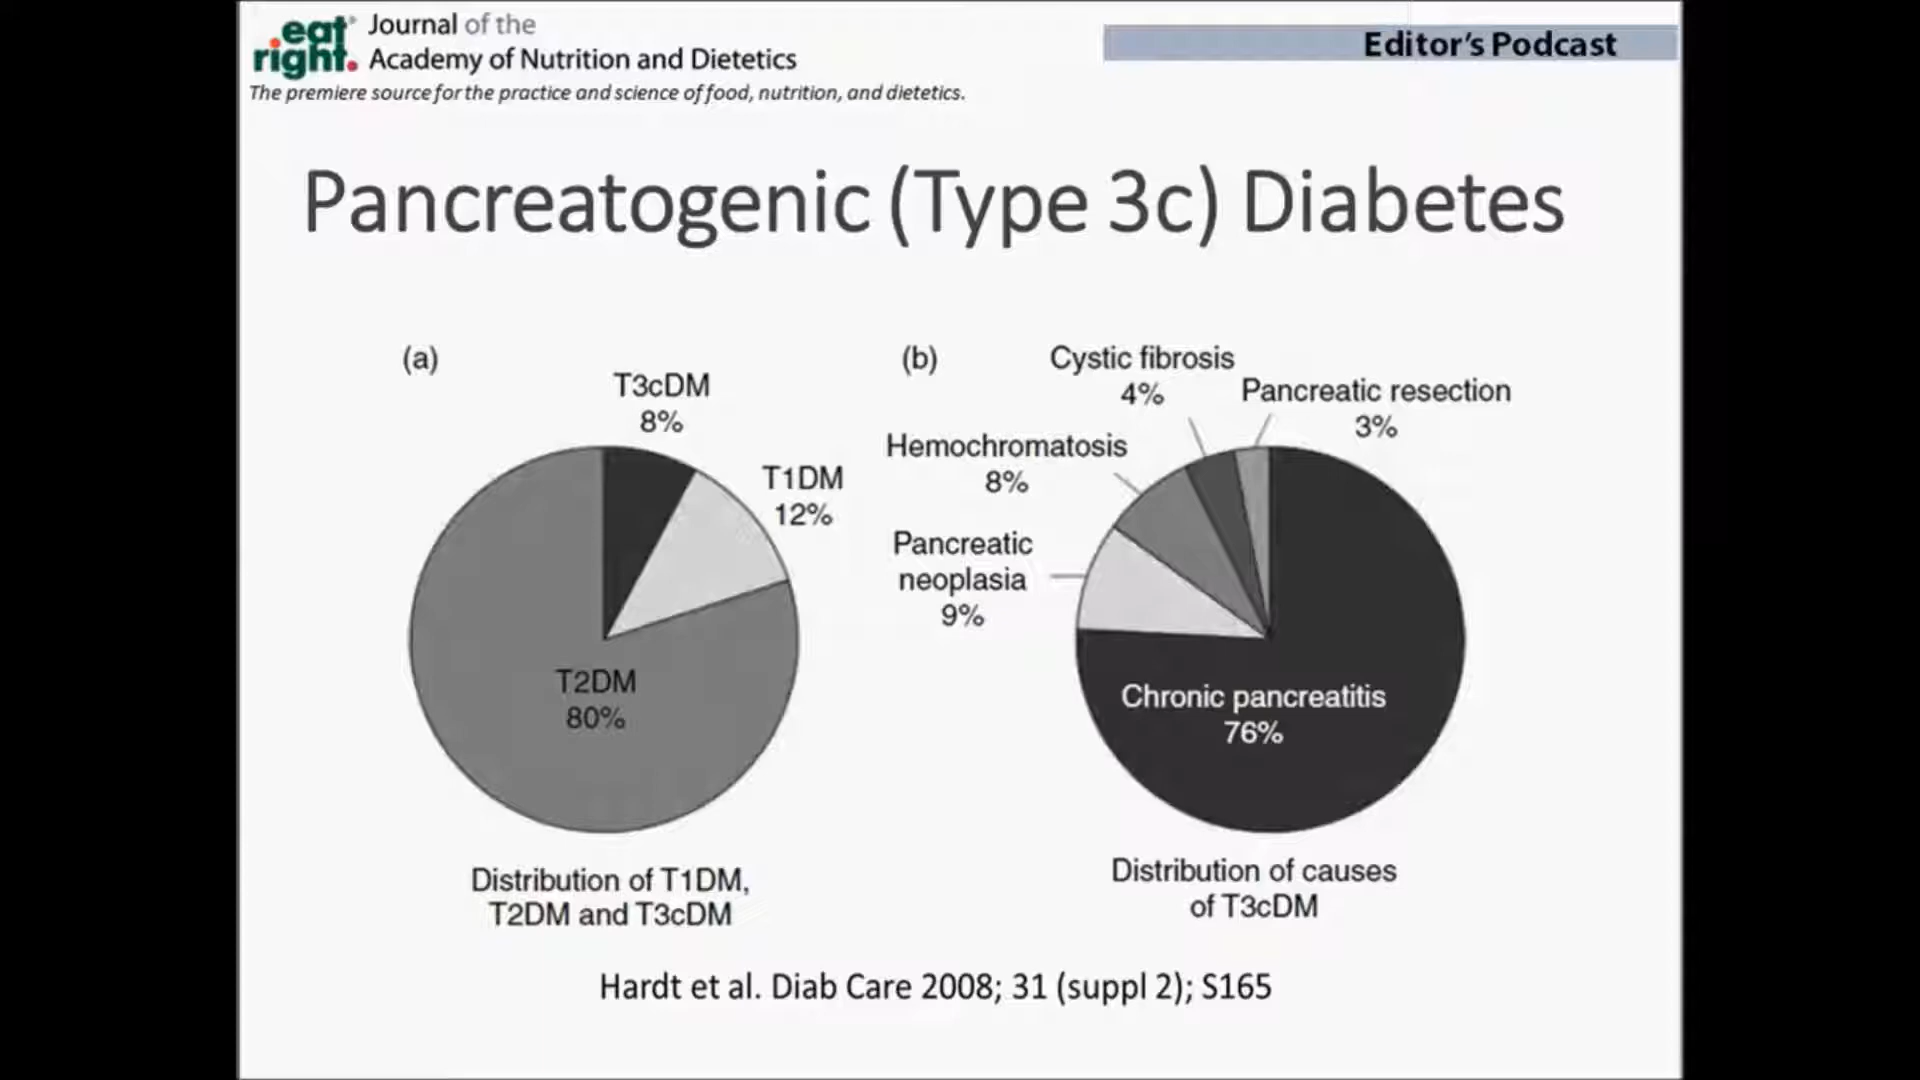 eat right.
Journal of the
Academy of Nutrition and Dietetics
The premiere source for the practice and science of food, nutrition, and dietetics.
Editor's Podcast
Pancreatogenic (Type 3c) Diabetes
(a)
T3cDM
8%
T1DM
12%
T2DM
80%
Distribution of T1DM,
T2DM and T3cDM
(b)
Cystic fibrosis
4%
Pancreatic resection
3%
Hemochromatosis
8%
Pancreatic
neoplasia
9%
Chronic pancreatitis
76%
Distribution of causes
of T3cDM
Hardt et al. Diab Care 2008; 31 (suppl 2); S165